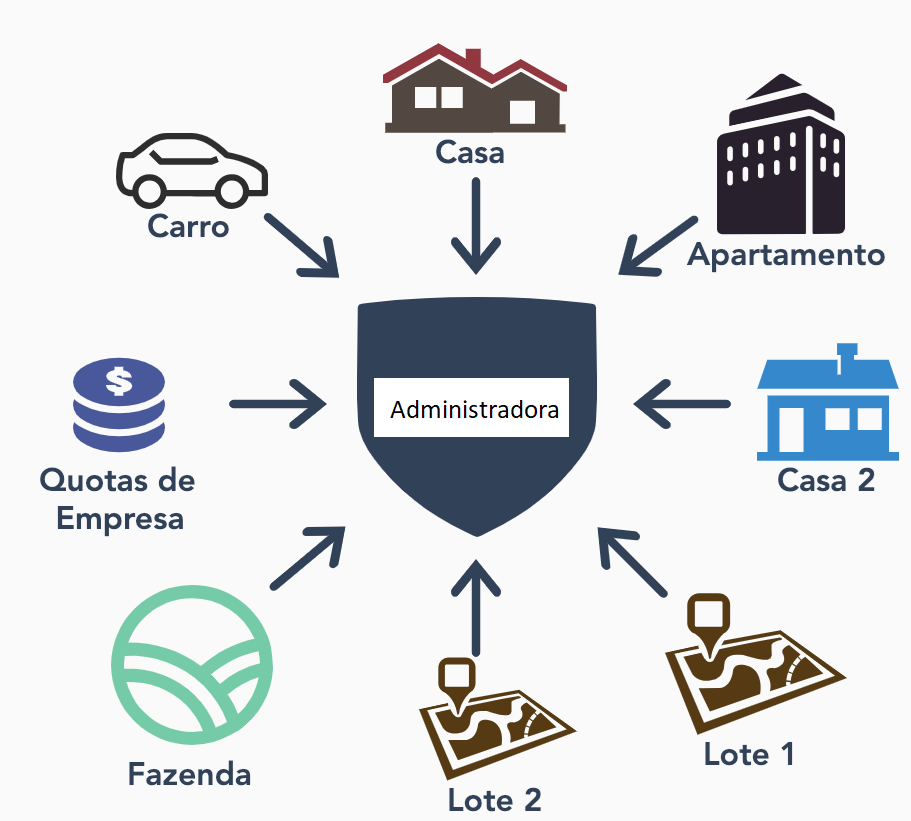 Casa
Carro
Apartamento
$
Administradora
Quotas de
Empresa
Casa 2
Fazenda
Lote 1
Lote 2